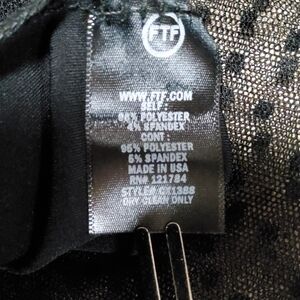 FTF
WWW.FTF.COM
SELF:
96% POLYESTER
4% SPANDEX
CONT:
95% POLYESTER
5% SPANDEX
MADE IN USA
RN# 121784
STYLE#
DRY CLEAN ONLY